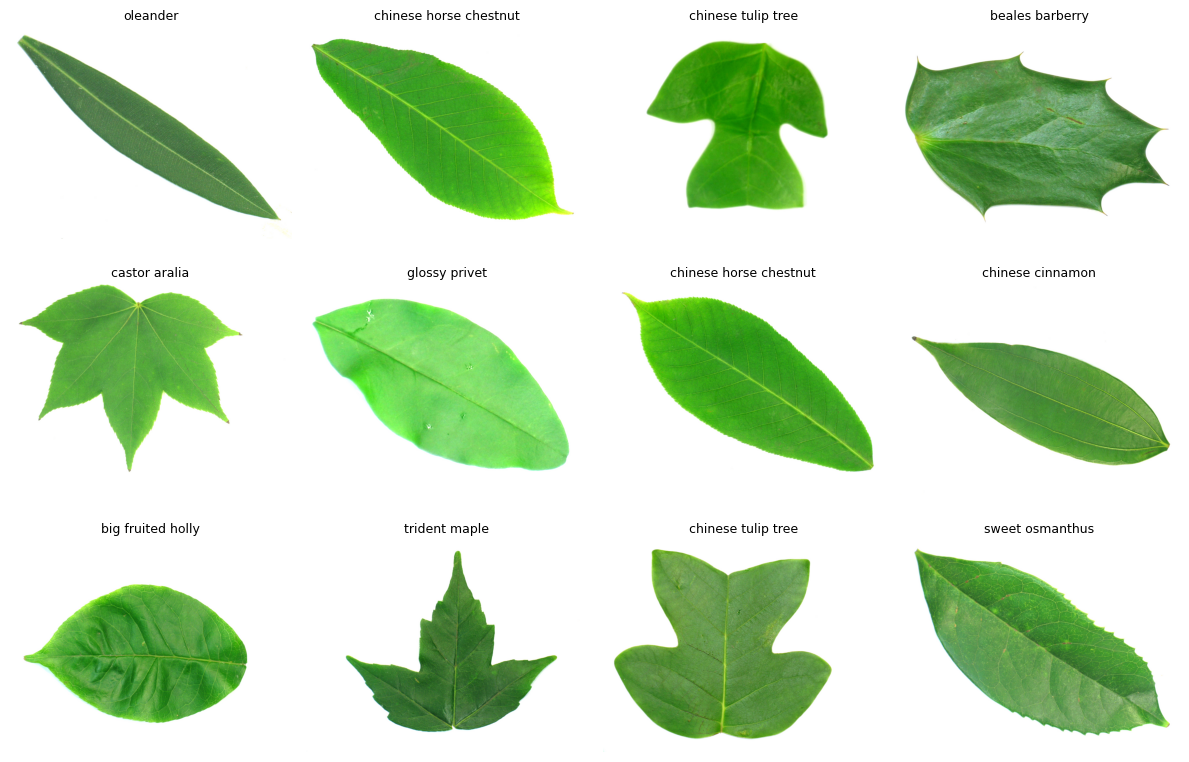 oleander
chinese horse chestnut
chinese tulip tree
beales barberry
castor aralia
glossy privet
chinese horse chestnut
chinese cinnamon
big fruited holly
trident maple
chinese tulip tree
sweet osmanthus